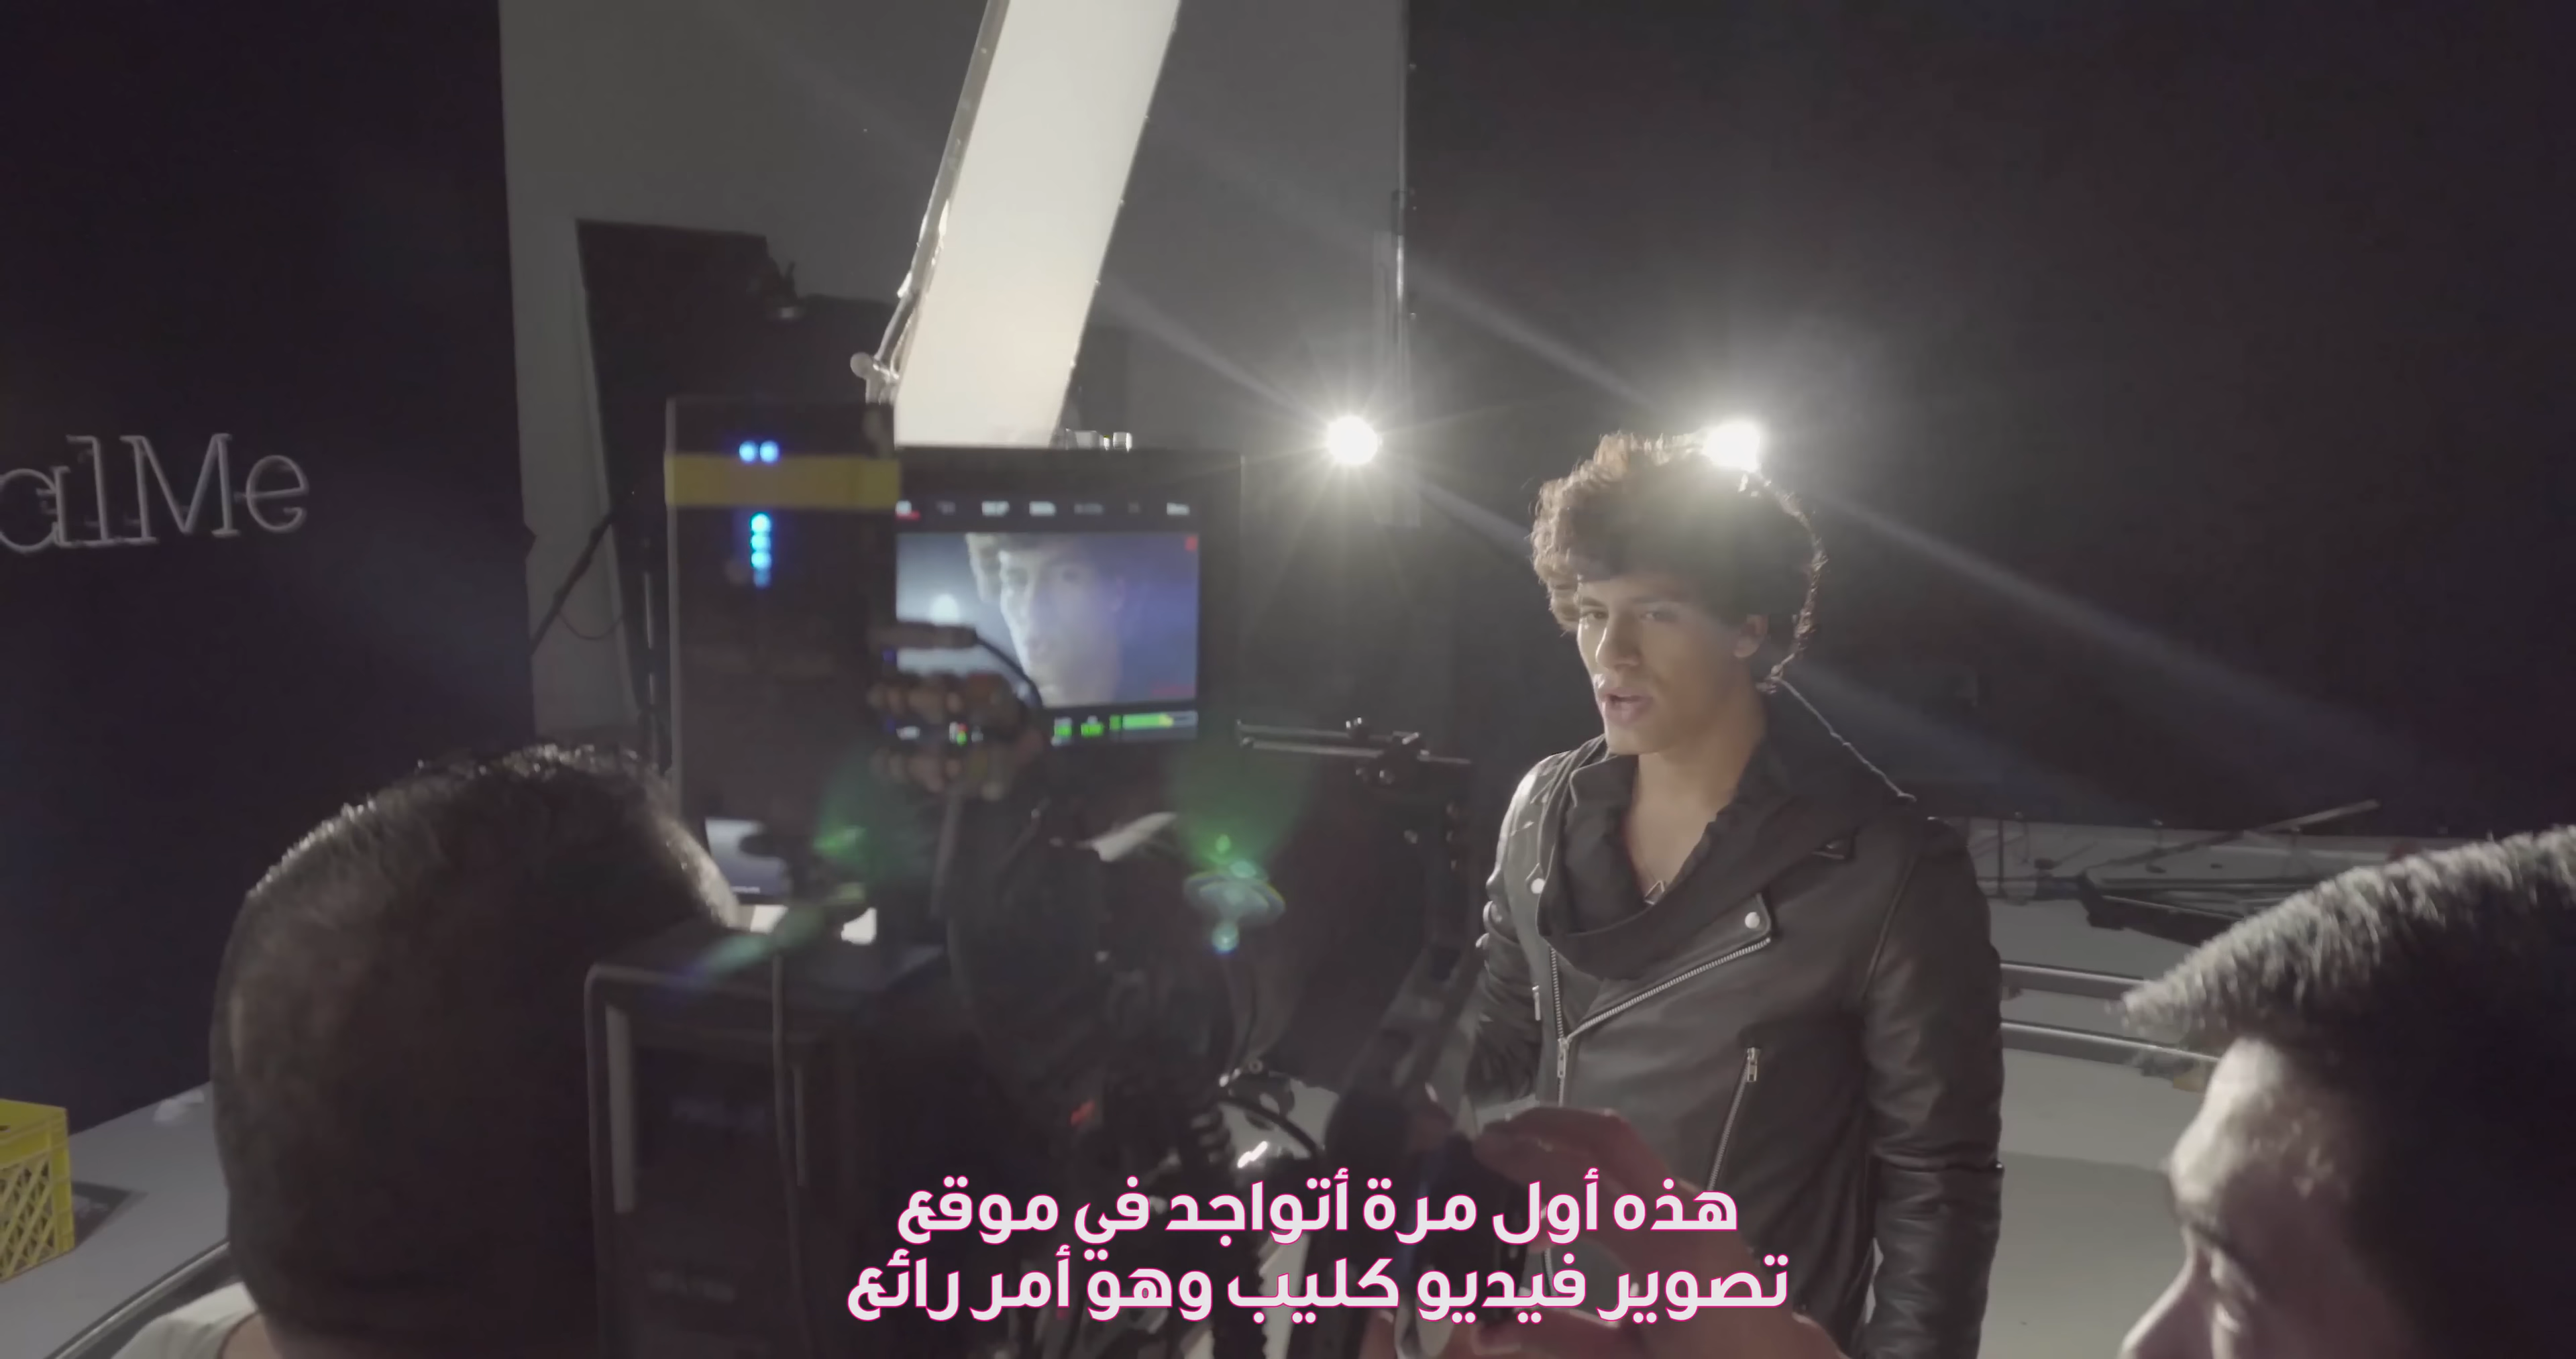 alMe
هذه أول مرة أتواجد في موقع
تصوير فيديو كليب وهو أمر رائع